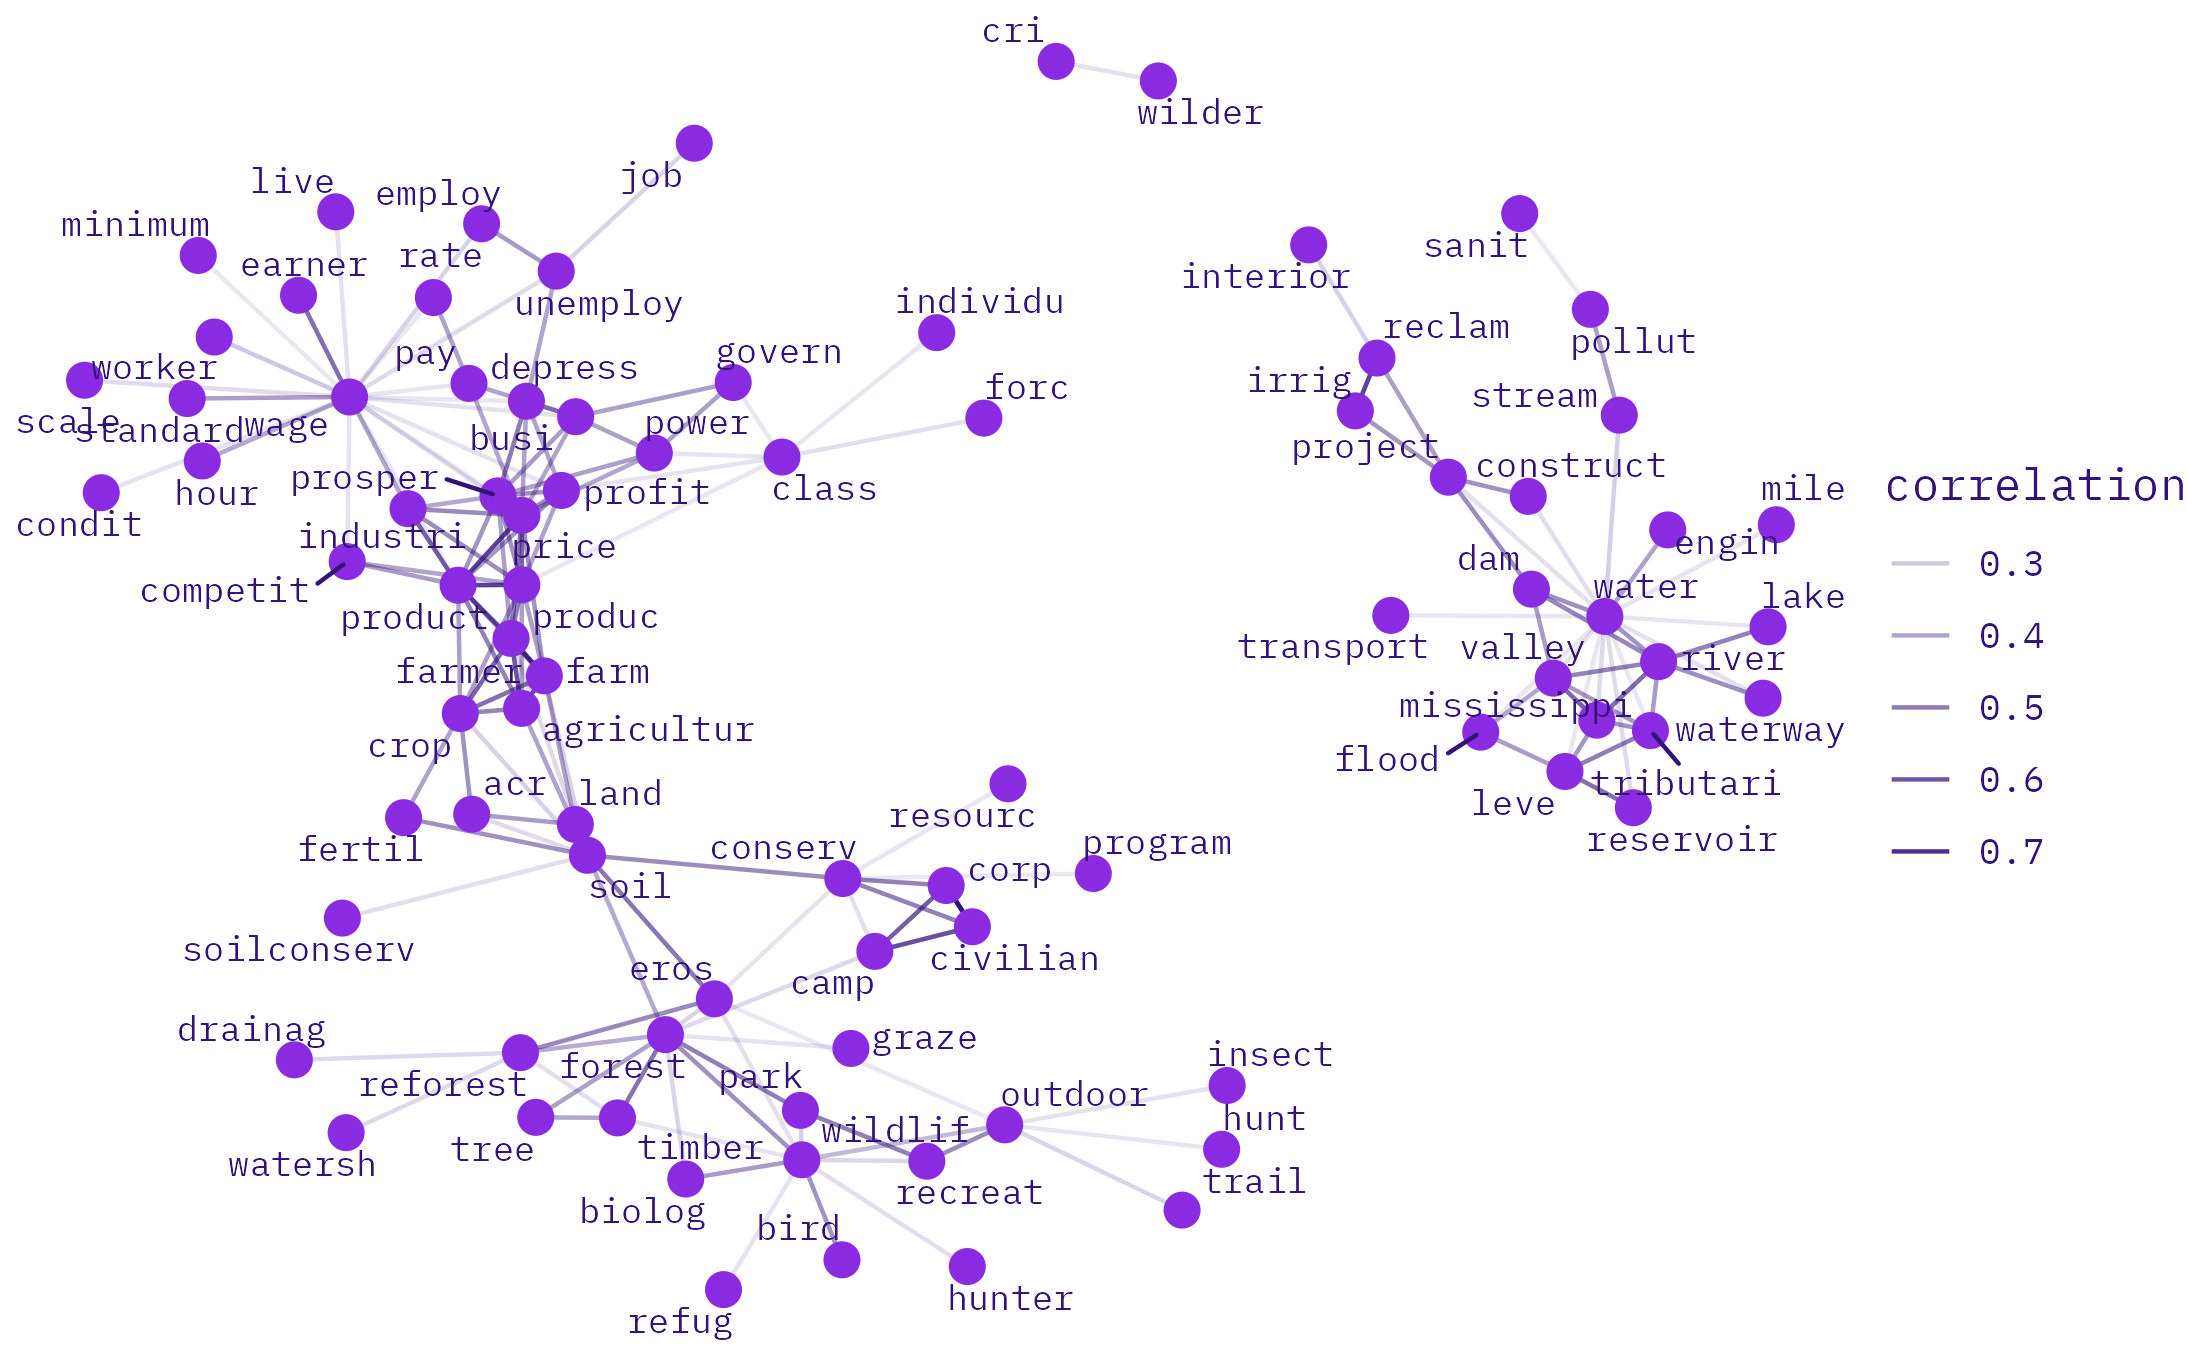 cri
wilder
job
live
employ
minimum
earner
rate
unemploy
sanit
interior
individu
reclam
pollut
worker
pay
depress
govern
forc
irrig
stream
scale
standard
wage
busi
power
project
construct
prosper
hour
profit
class
mile
correlation
condit
industri
price
engin
dam
0.3
competit
water
lake
product
produc
transport
valley
river
0.4
farmer
farm
mississippi
0.5
crop
agricultur
waterway
flood
acr
land
tributari
0.6
resourc
leve
reservoir
fertil
conserv
program
0.7
corp
soil
soilconserv
civilian
eros
camp
drainag
graze
insect
reforest
forest
park
outdoor
hunt
tree
timber
wildlif
watersh
recreat
trail
biolog
bird
refug
hunter